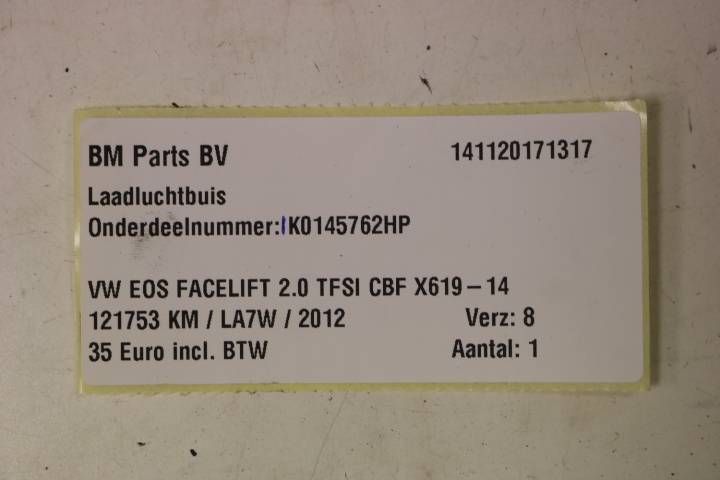 BM Parts BV 141120171317
Laadluchtbuis
Onderdeelnummer:1K0145762HP
VW EOS FACELIFT 2.0 TFSI CBF X619-14
121753 KM / LA7W / 2012 Verz: 8
35 Euro incl. BTW Aantal: 1